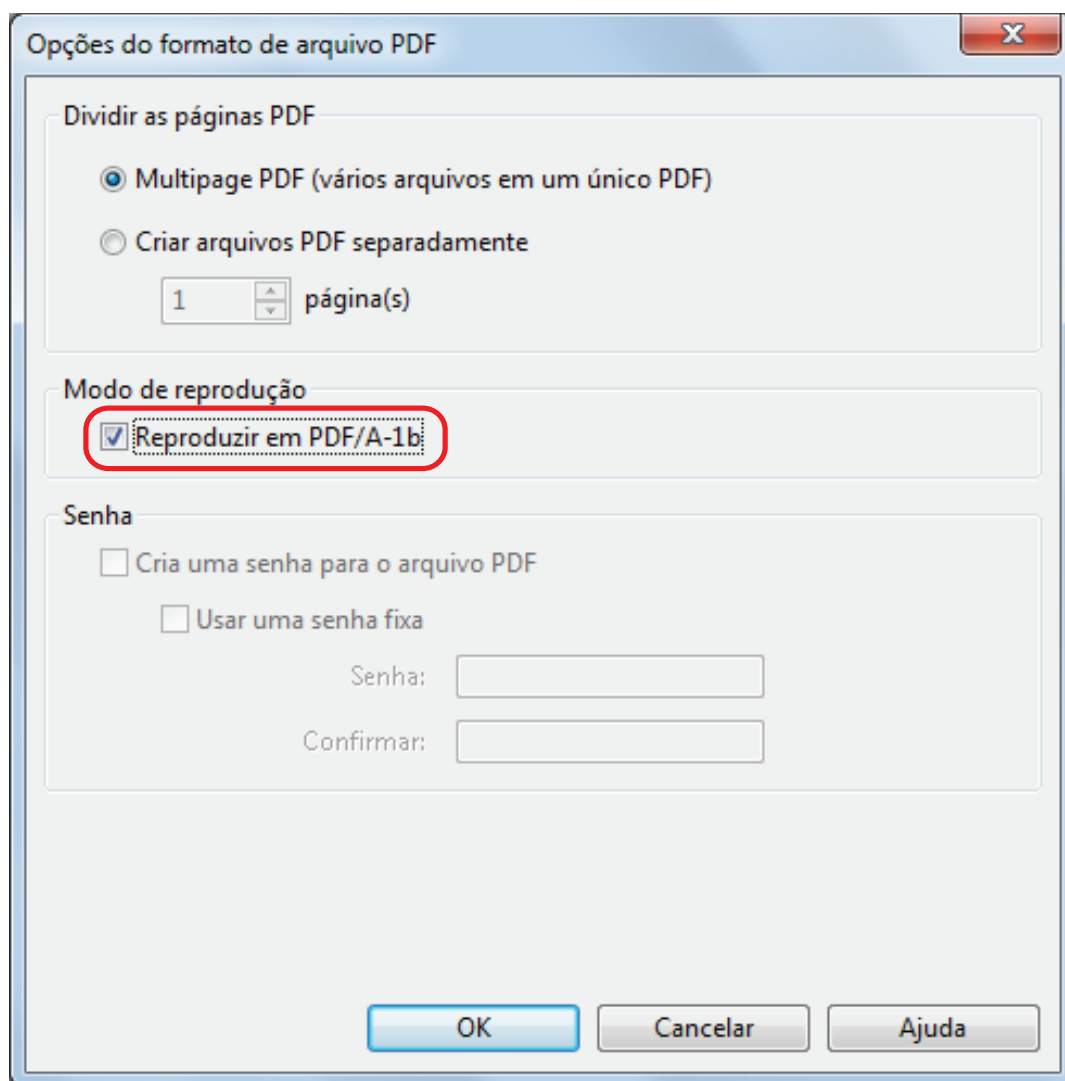 Opções do formato de arquivo PDF
Dividir as páginas PDF
Multipage PDF (vários arquivos em um único PDF)
Criar arquivos PDF separadamente
1 página(s)
Modo de reprodução
Reproduzir em PDF/A-1b
Senha
Cria uma senha para o arquivo PDF
Usar uma senha fixa
Senha:
Confirmar:
OK Cancelar Ajuda